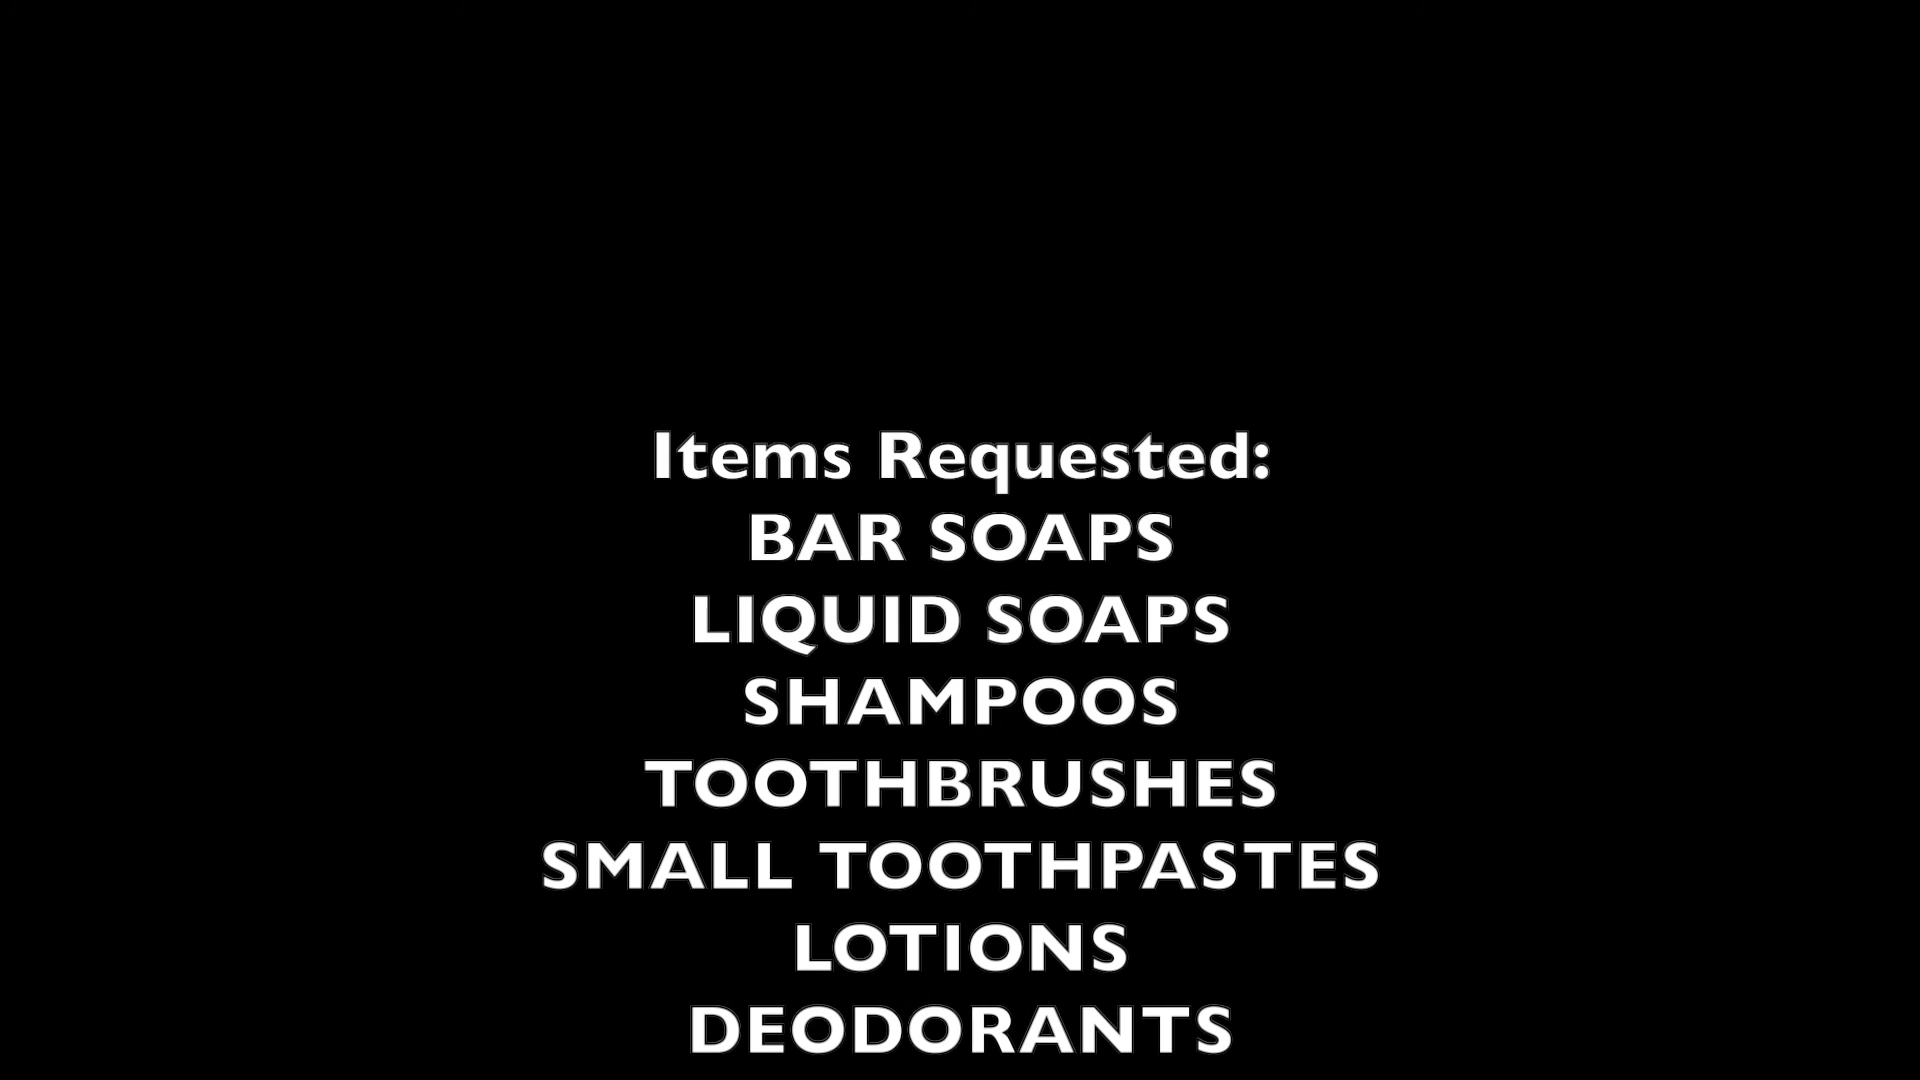 Items Requested:
BAR SOAPS
LIQUID SOAPS
SHAMPOOS
TOOTHBRUSHES
SMALL TOOTHPASTES
LOTIONS
DEODORANTS